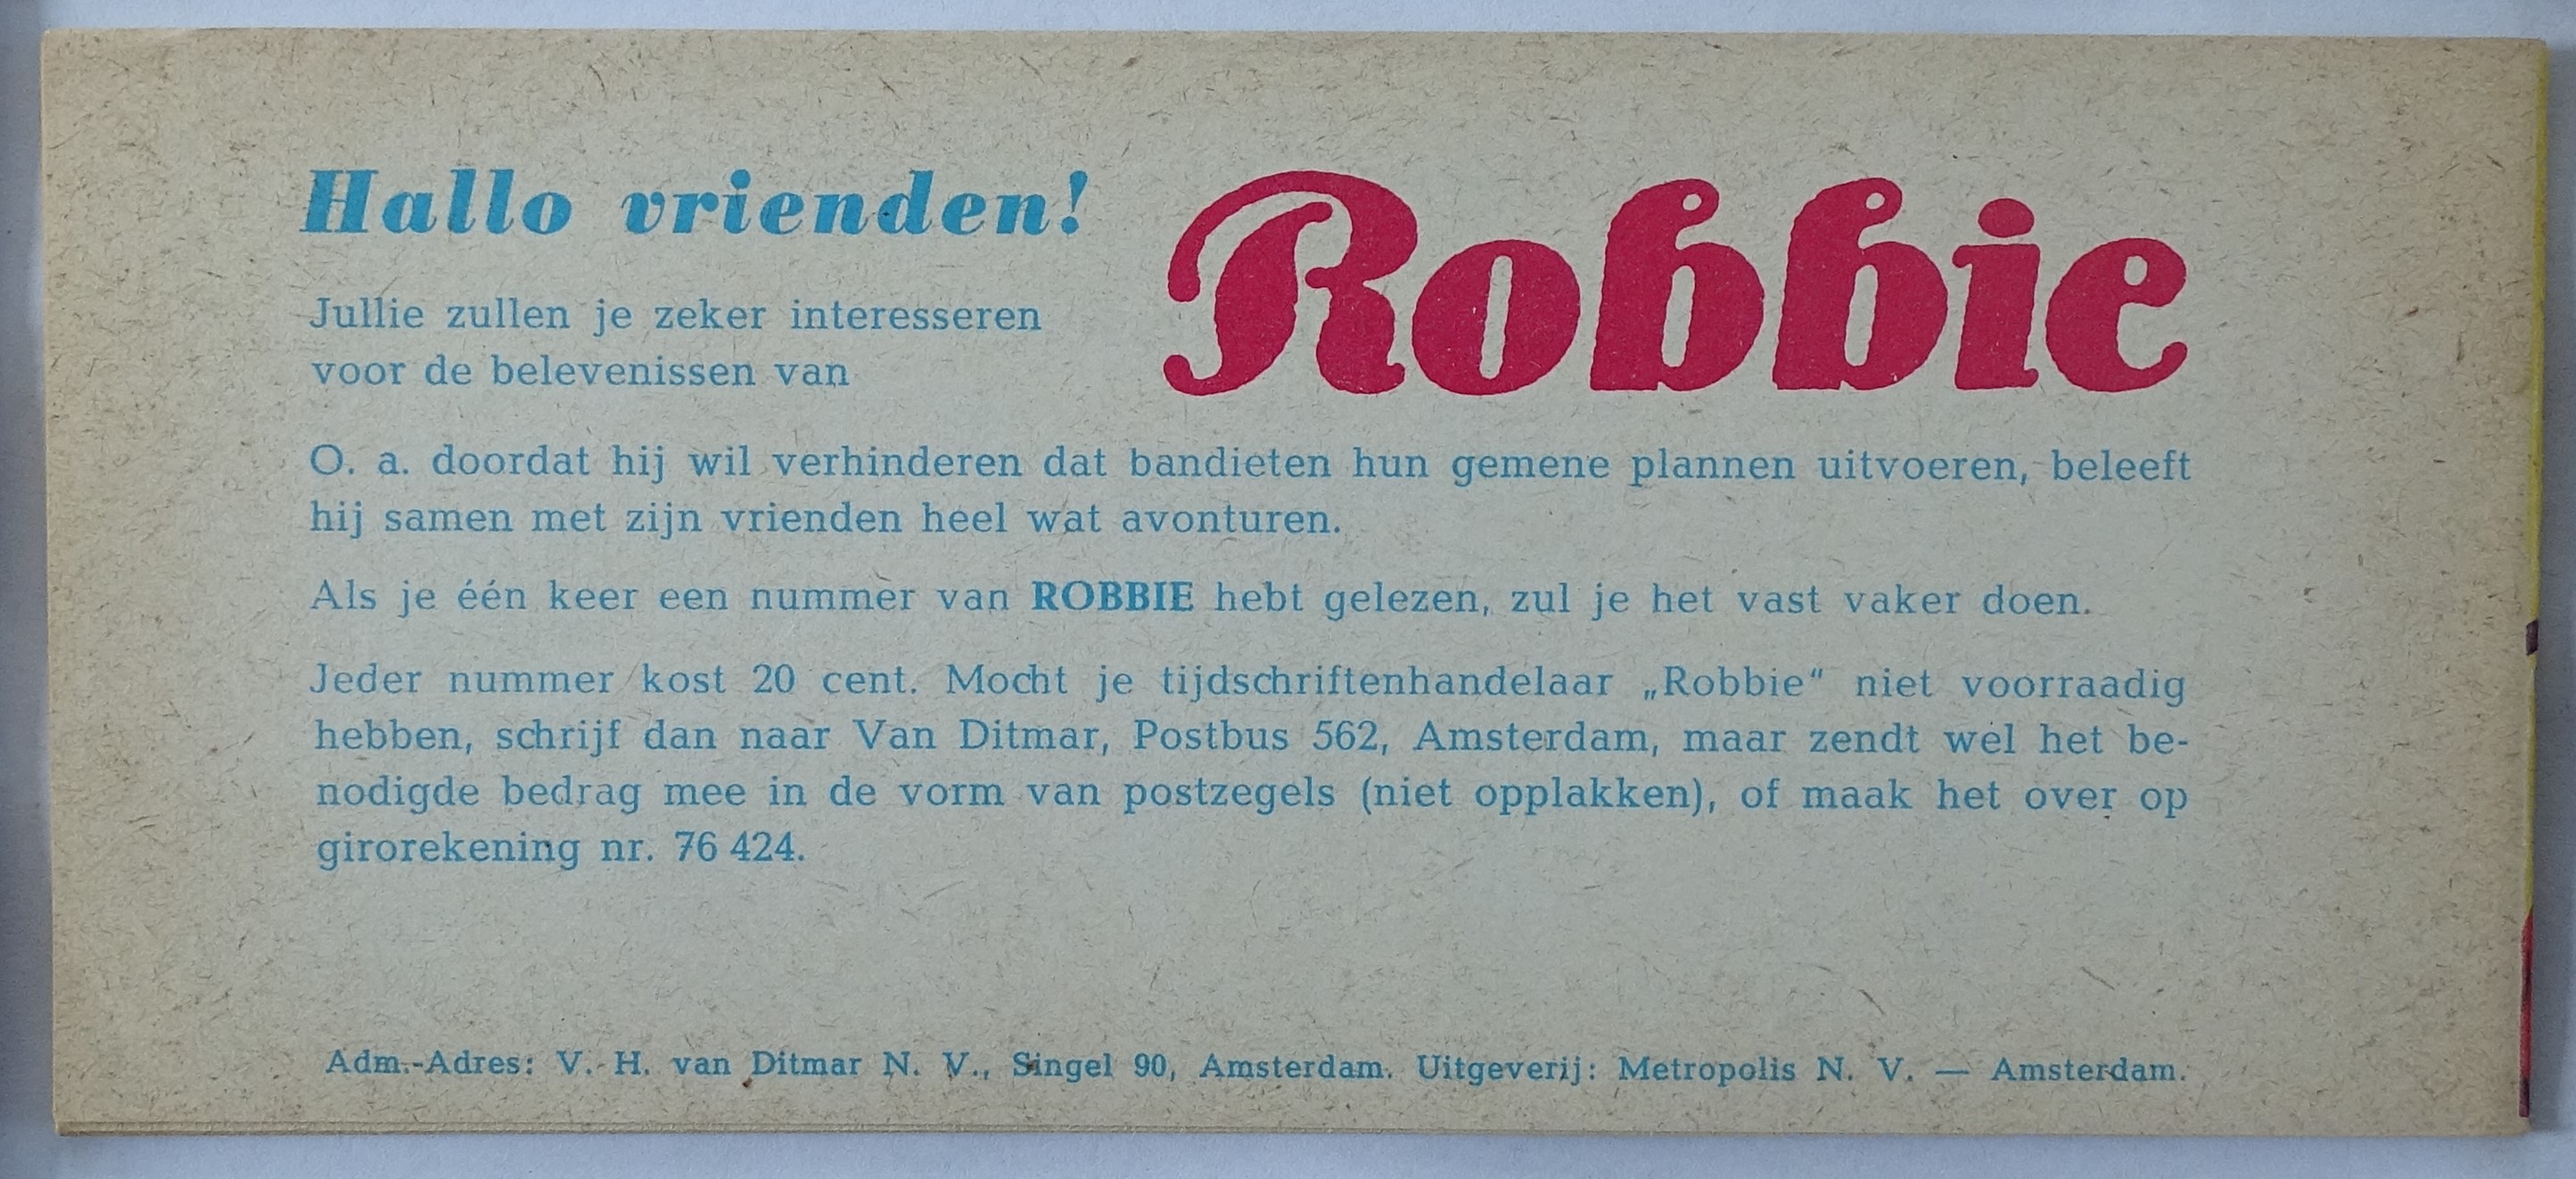 Hallo vrienden!
Jullie zullen je zeker interesseren
voor de belevenissen van
Robbie
O. a. doordat hij wil verhinderen dat bandieten hun gemene plannen uitvoeren, beleeft
hij samen met zijn vrienden heel wat avonturen.
Als je één keer een nummer van ROBBIE hebt gelezen, zul je het vast vaker doen.
Jeder nummer kost 20 cent. Mocht je tijdschriftenhandelaar „Robbie“ niet voorraadig
hebben, schrijf dan naar Van Ditmar, Postbus 562, Amsterdam, maar zendt wel het be-
nodigde bedrag mee in de vorm van postzegels (niet opplakken), of maak het over op
girorekening nr. 76 424.
Adm.-Adres: V. H. van Ditmar N. V., Singel 90, Amsterdam. Uitgeverij: Metropolis N. V. — Amsterdam.